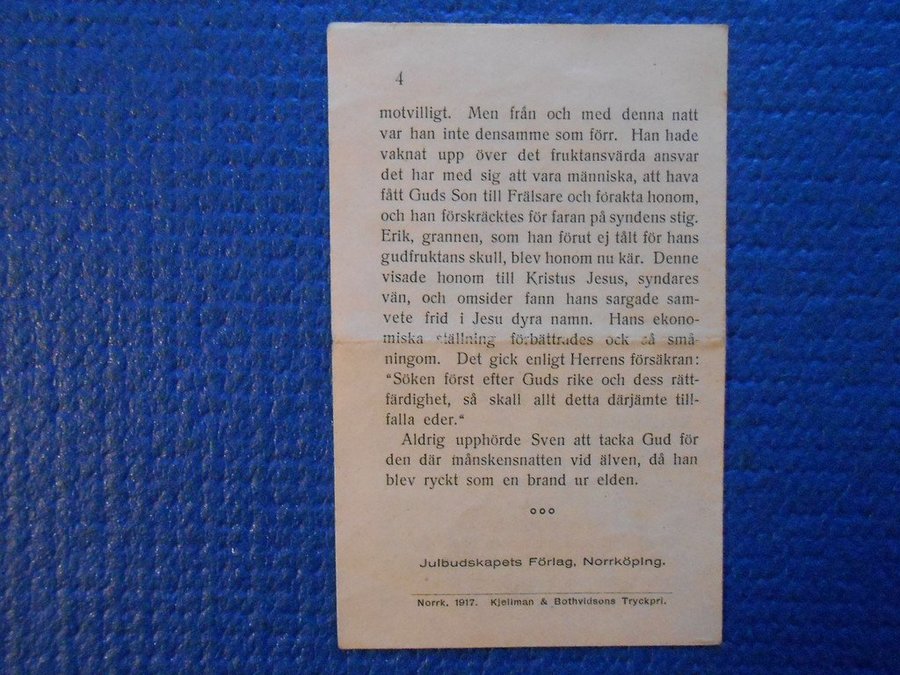 4
motvilligt. Men från och med denna natt
var han inte densamme som förr. Han hade
vaknat upp över det fruktansvärda ansvar
det har med sig att vara människa, att hava
fått Guds Son till Frälsare och förakta honom,
och han förskräcktes för faran på syndens stig.
Erik, grannen, som han förut ej tålt för hans
gudfruktans skull, blev honom nu kär. Denne
visade honom till Kristus Jesus, syndares
vän, och omsider fann hans sargade sam-
vete frid i Jesu dyra namn. Hans ekono-
miska ställning förbättrades ock så små-
ningom. Det gick enligt Herrens försäkran:
“Söken först efter Guds rike och dess rätt-
färdighet, så skall allt detta därjämte till-
falla eder.“
Aldrig upphörde Sven att tacka Gud för
den där månskensnatten vid älven, då han
blev ryckt som en brand ur elden.
Julbudskapets Förlag, Norrköping.
Norrk. 1917. Kjellman & Bothvidsons Tryckpri.